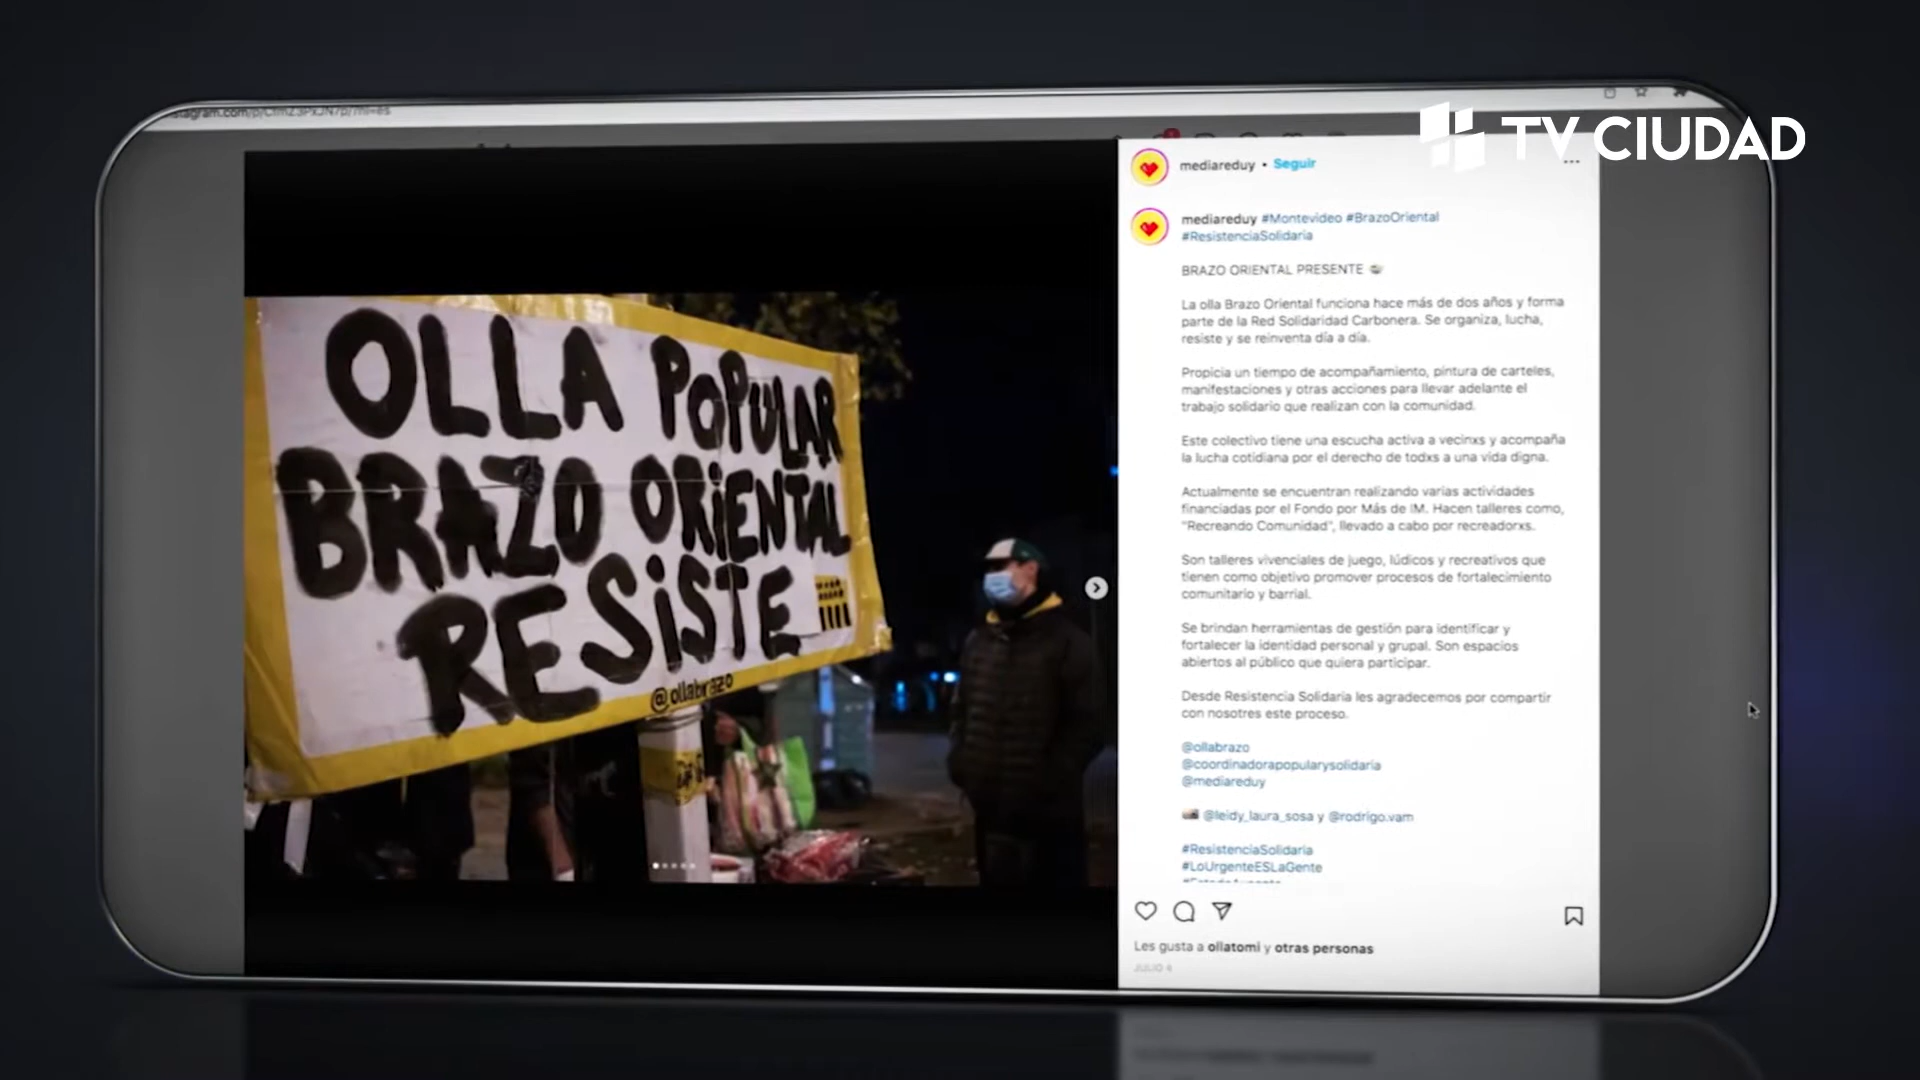 TV CIUDAD
OLLA POPULAR
BRAZO ORIENTAL
RESISTE
@ollabrazo
mediareduy • Seguir
mediareduy #Montevideo #BrazoOriental
#ResistenciaSolidaria
BRAZO ORIENTAL PRESENTE
La olla Brazo Oriental funciona hace más de dos años y forma
parte de la Red Solidaridad Carbonera. Se organiza, lucha,
resiste y se reinventa día a día.
Propicia un tiempo de acompañamiento, pintura de carteles,
manifestaciones y otras acciones para llevar adelante el
trabajo solidario que realizan con la comunidad.
Este colectivo tiene una escucha activa a vecinxs y acompaña
la lucha cotidiana por el derecho de todxs a una vida digna.
Actualmente se encuentran realizando varias actividades
financiadas por el Fondo por Más de IM. Hacen talleres como,
"Recreando Comunidad", llevado a cabo por recreadorxs.
Son talleres vivenciales de juego, lúdicos y recreativos que
tienen como objetivo promover procesos de fortalecimiento
comunitario y barrial.
Se brindan herramientas de gestión para identificar y
fortalecer la identidad personal y grupal. Son espacios
abiertos al público que quiera participar.
Desde Resistencia Solidaria les agradecemos por compartir
con nosotres este proceso.
@ollabrazo
@coordinadorapopularysolidaria
@mediareduy
@leidy_laura_sosa y @rodrigo.vam
#ResistenciaSolidaria
#LoUrgenteESLaGente
Les gusta a ollatomi y otras personas
JULIO 4